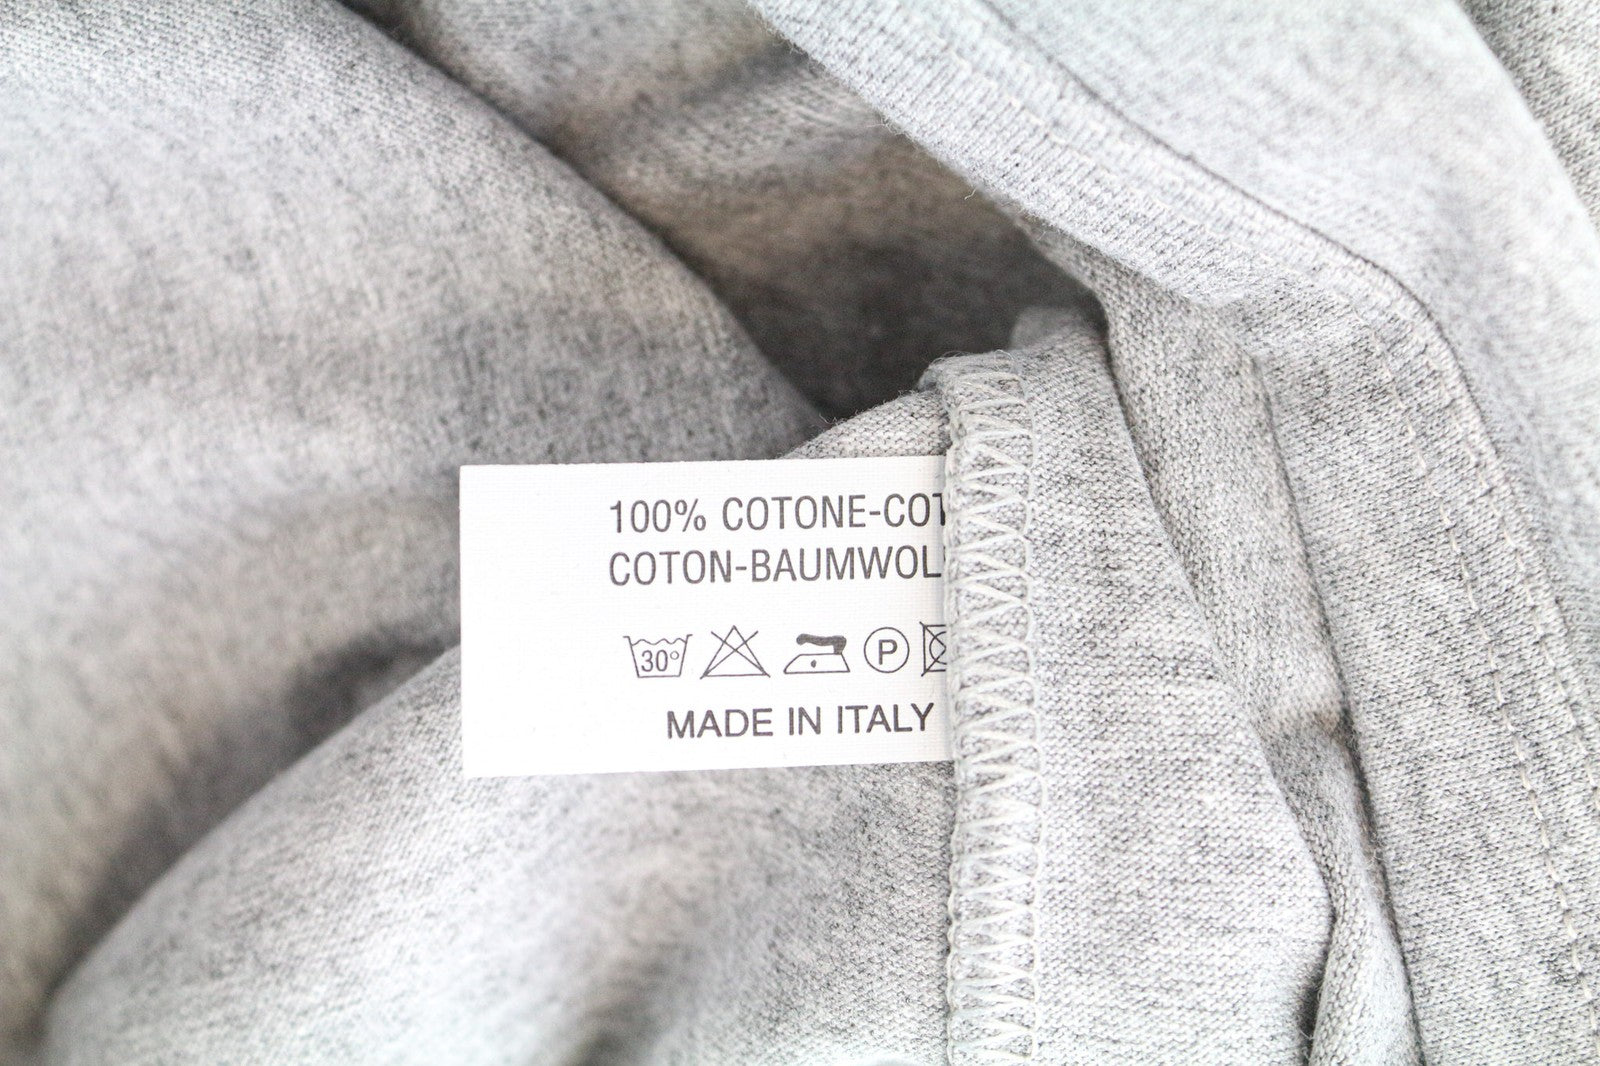 100% COTONE-COT
COTON-BAUMWOL
30° P
MADE IN ITALY